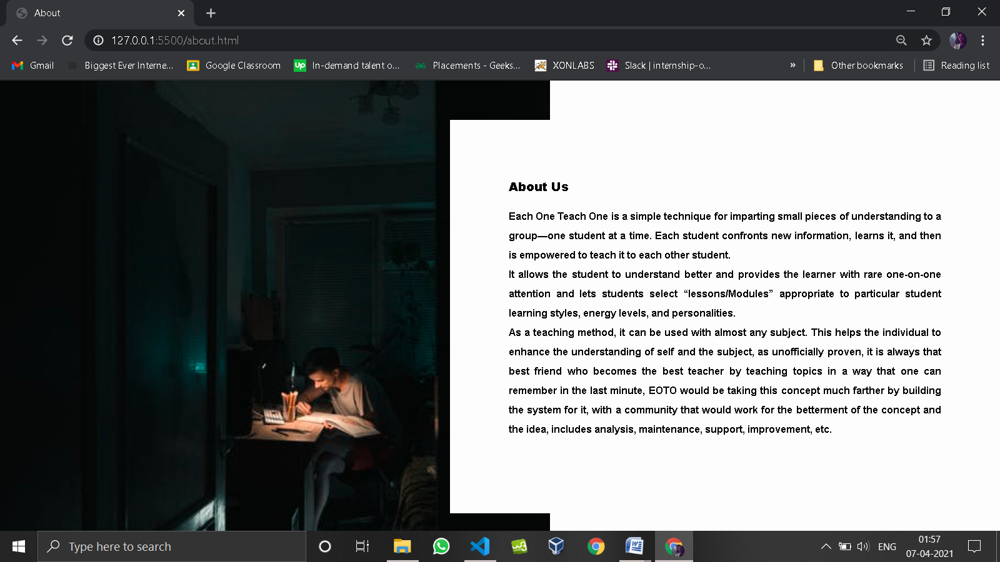 About
127.0.0.1:5500/about.html
Gmail
SB
Biggest Ever Interne...
Google Classroom
Up
In-demand talent o...
Placements - Geeks...
XONLABS
Slack | internship-o...
»
Other bookmarks
Reading list
About Us
Each One Teach One is a simple technique for imparting small pieces of understanding to a
group—one student at a time. Each student confronts new information, learns it, and then
is empowered to teach it to each other student.
It allows the student to understand better and provides the learner with rare one-on-one
attention and lets students select “lessons/Modules” appropriate to particular student
learning styles, energy levels, and personalities.
As a teaching method, it can be used with almost any subject. This helps the individual to
enhance the understanding of self and the subject, as unofficially proven, it is always that
best friend who becomes the best teacher by teaching topics in a way that one can
remember in the last minute, EOTO would be taking this concept much farther by building
the system for it, with a community that would work for the betterment of the concept and
the idea, includes analysis, maintenance, support, improvement, etc.
Type here to search
ENG
01:57
07-04-2021